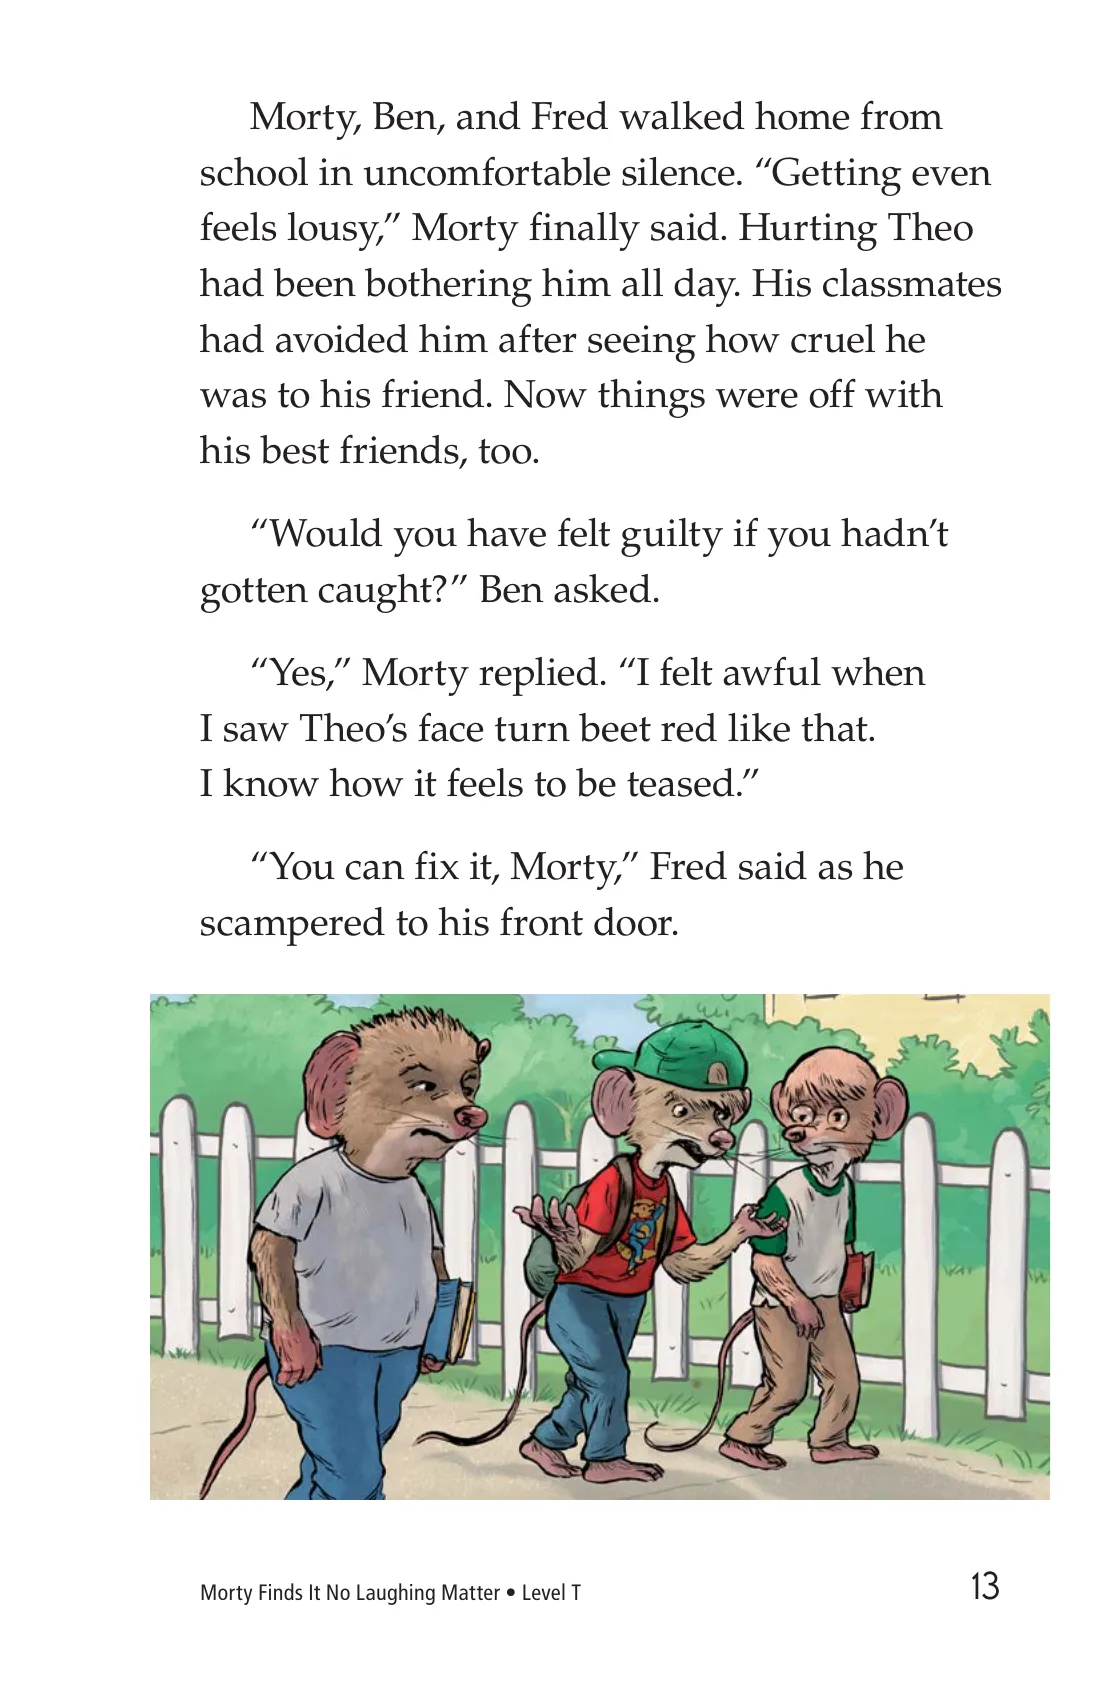 Morty, Ben, and Fred walked home from
school in uncomfortable silence. “Getting even
feels lousy,” Morty finally said. Hurting Theo
had been bothering him all day. His classmates
had avoided him after seeing how cruel he
was to his friend. Now things were off with
his best friends, too.
“Would you have felt guilty if you hadn’t
gotten caught?” Ben asked.
“Yes,” Morty replied. “I felt awful when
I saw Theo’s face turn beet red like that.
I know how it feels to be teased.”
“You can fix it, Morty,” Fred said as he
scampered to his front door.
Morty Finds It No Laughing Matter • Level T
13